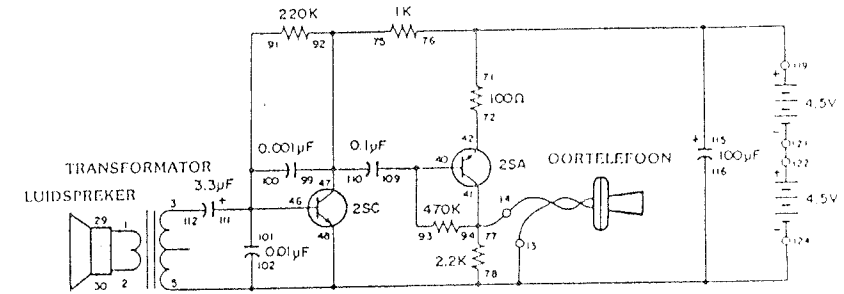 220K
1K
91 92
75 76
71
100Ω
72
119
4.5V
121
122
4.5V
124
115
100µF
116
0.001µF
100 99
0.1µF
110 109
47
46
2SC
48
42
40
2SA
41
OORTELEFOON
14
13
470K
93 94
77
2.2K
78
TRANSFORMATOR
LUIDSPREKER
3.3µF
112 111
29
30
1
2
3
5
101
0.01µF
102